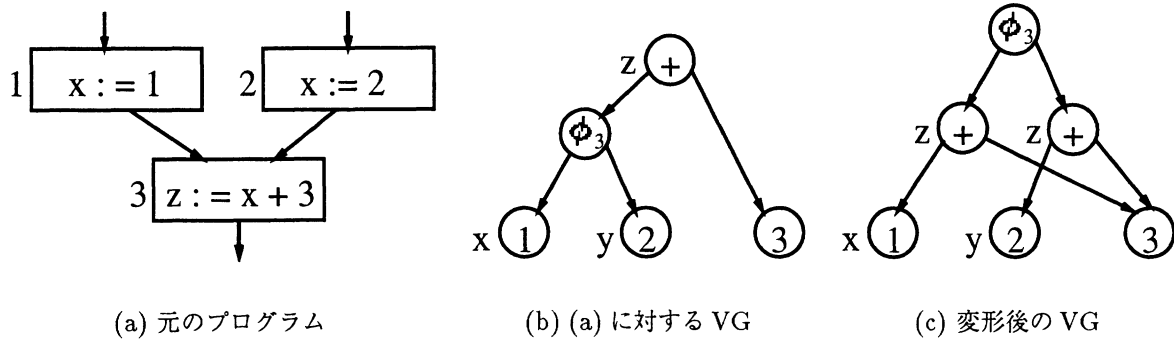 1 x : = 1
2 x := 2
3 z : = x + 3
(a) 元のプログラム
z +
ϕ3
x 1 y 2 3
(b) (a) に対する VG
ϕ3
z + z +
x 1 y 2 3
(c) 変形後の VG